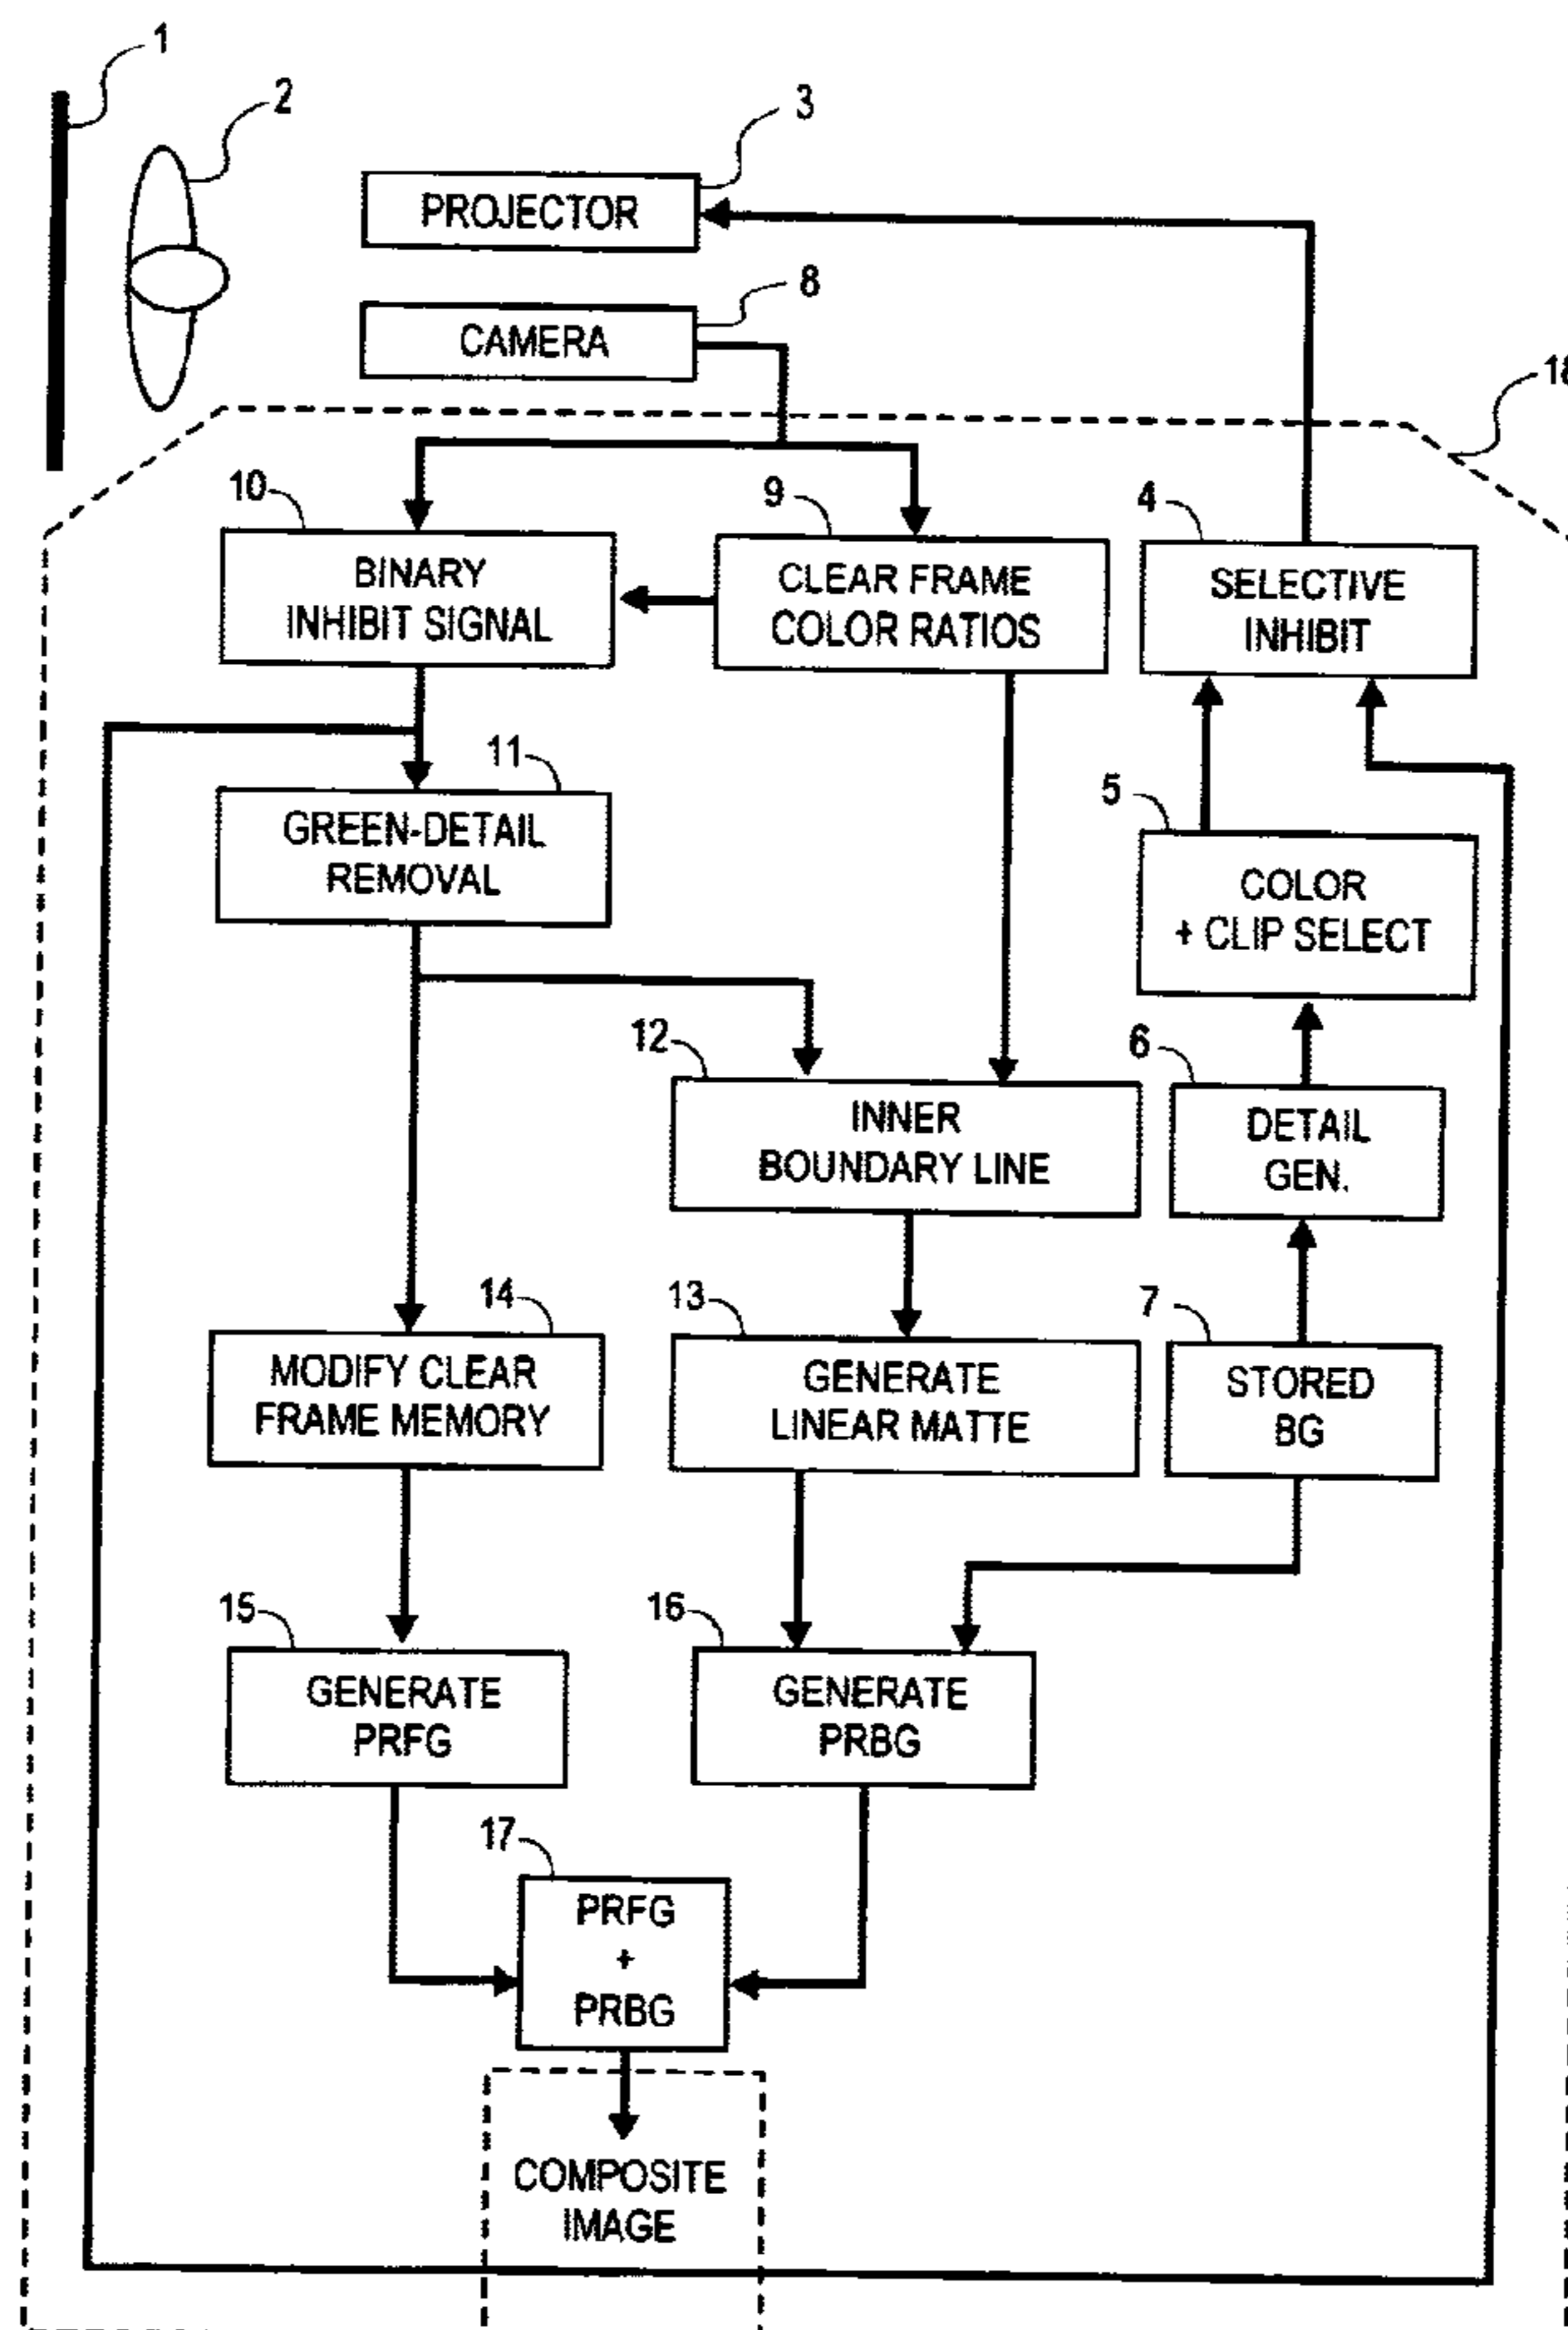 1
2
3
PROJECTOR
8
CAMERA
18
10
BINARY
INHIBIT SIGNAL
9
CLEAR FRAME
COLOR RATIOS
4
SELECTIVE
INHIBIT
11
GREEN-DETAIL
REMOVAL
5
COLOR
+ CLIP SELECT
12
INNER
BOUNDARY LINE
6
DETAIL
GEN.
14
MODIFY CLEAR
FRAME MEMORY
13
GENERATE
LINEAR MATTE
7
STORED
BG
15
GENERATE
PRFG
16
GENERATE
PRBG
17
PRFG
+
PRBG
COMPOSITE
IMAGE